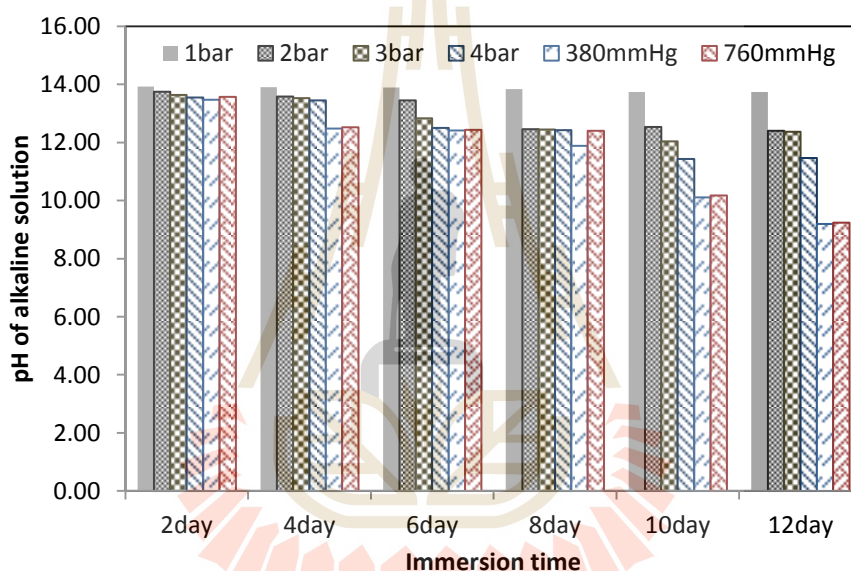 16.00
1bar 2bar 3bar 4bar 380mmHg 760mmHg
14.00
12.00
10.00
8.00
6.00
4.00
2.00
0.00
pH of alkaline solution
2day 4day 6day 8day 10day 12day
Immersion time